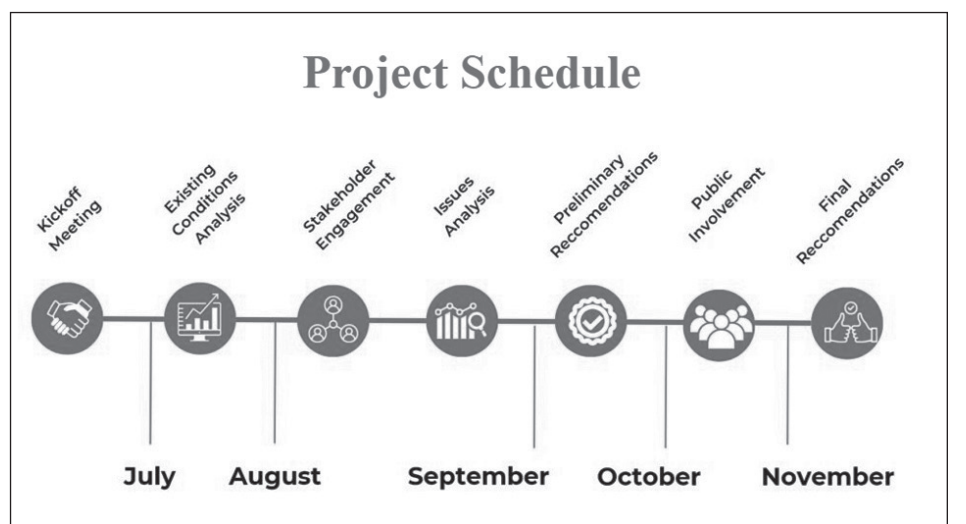 Project Schedule
Kickoff
Meeting
Existing
Conditions
Analysis
Stakeholder
Engagement
Issues
Analysis
Preliminary
Reccomendations
Public
Involvement
Final
Reccomendations
July
August
September
October
November